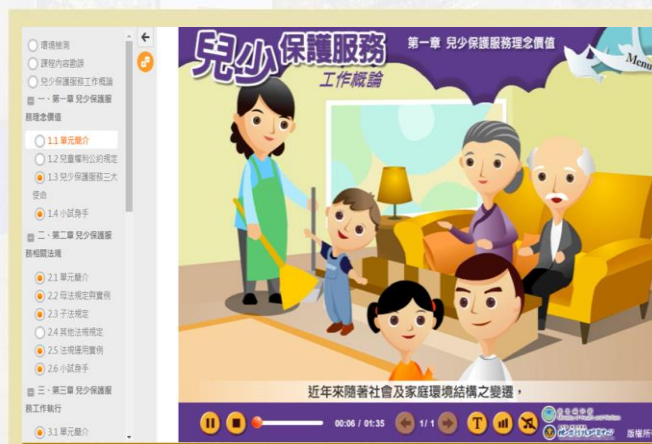 環境檢測
課程內容勘誤
兒少保護服務工作概論
一、第一章 兒少保護服
務理念價值
1.1 單元簡介
1.2 兒童權利公約規定
1.3 兒少保護服務三大
使命
1.4 小試身手
二、第二章 兒少保護服
務相關法規
2.1 單元簡介
2.2 母法規定與實例
2.3 子法規定
2.4 其他法規規定
2.5 法規運用實例
2.6 小試身手
三、第三章 兒少保護服
務工作執行
3.1 單元簡介
兒少保護服務
工作概論
第一章 兒少保護服務理念價值
Menu
近年來隨著社會及家庭環境結構之變遷，
00:06 / 01:35
1/1
T
衛生福利部
版權所